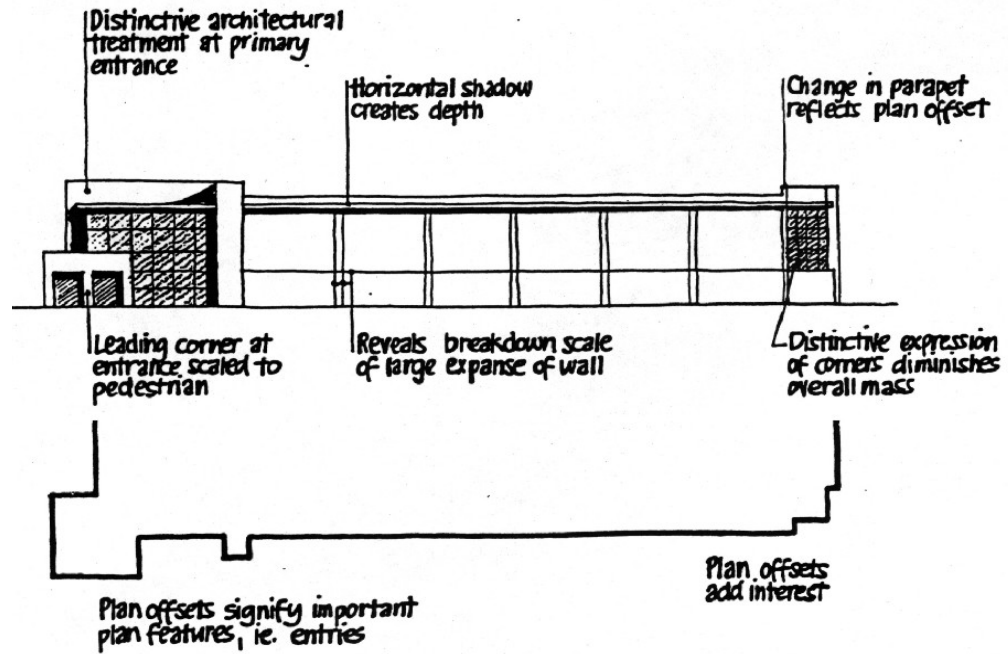 Distinctive architectural
treatment at primary
entrance
Horizontal shadow
creates depth
Change in parapet
reflects plan offset
Leading corner at
entrance scaled to
pedestrian
Reveals breakdown scale
of large expanse of wall
Distinctive expression
of corners diminishes
overall mass
Plan offsets signify important
plan features, ie. entries
Plan offsets
add interest